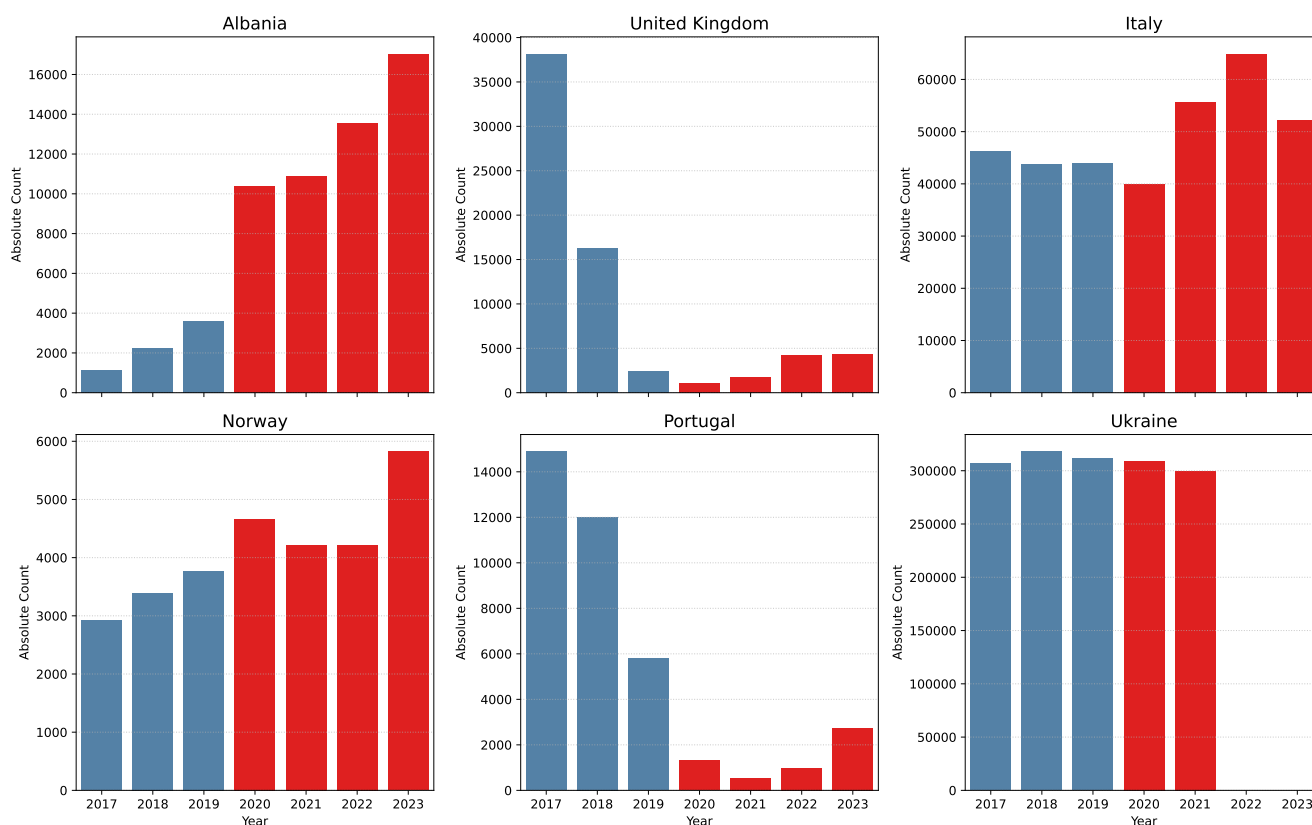 Albania
United Kingdom
Italy
16000
14000
12000
10000
8000
6000
4000
2000
0
Absolute Count
40000
35000
30000
25000
20000
15000
10000
5000
0
Absolute Count
60000
50000
40000
30000
20000
10000
0
Absolute Count
Norway
Portugal
Ukraine
6000
5000
4000
3000
2000
1000
0
Absolute Count
2017 2018 2019 2020 2021 2022 2023
Year
14000
12000
10000
8000
6000
4000
2000
0
Absolute Count
2017 2018 2019 2020 2021 2022 2023
Year
300000
250000
200000
150000
100000
50000
0
Absolute Count
2017 2018 2019 2020 2021 2022 2023
Year